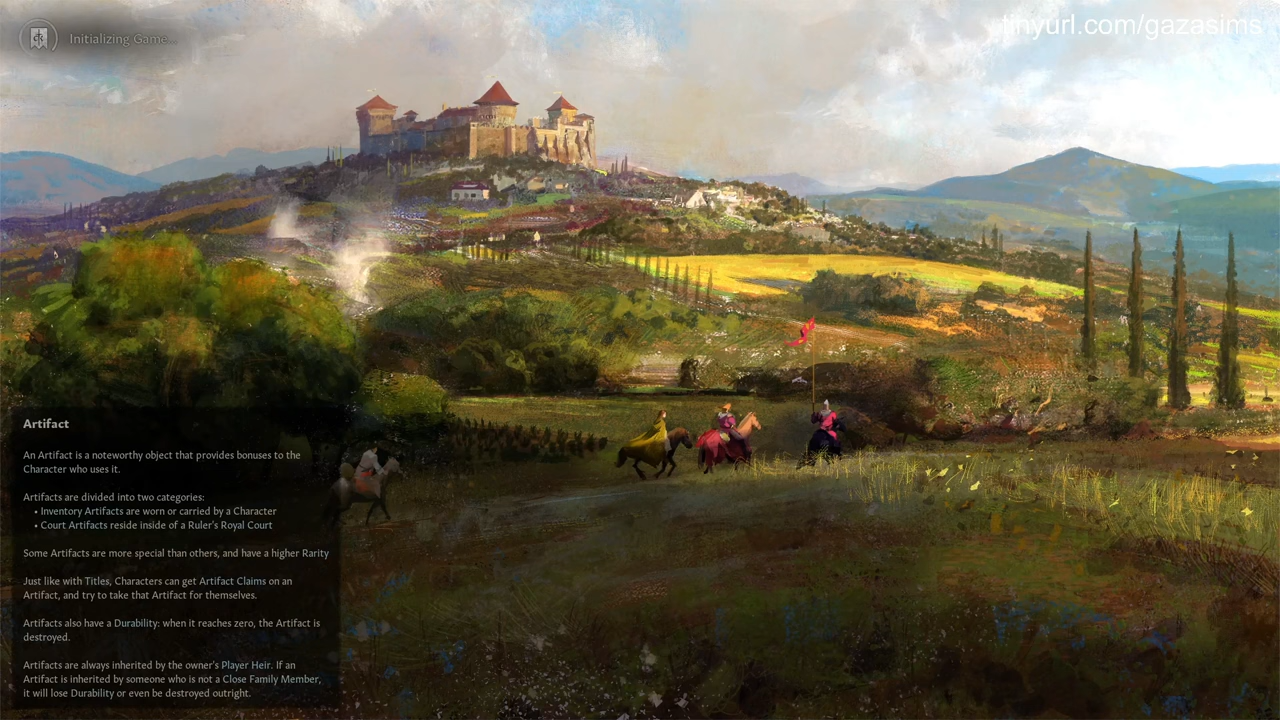 Initializing Game...
tinyurl.com/gazasims
Artifact
An Artifact is a noteworthy object that provides bonuses to the
Character who uses it.
Artifacts are divided into two categories:
• Inventory Artifacts are worn or carried by a Character
• Court Artifacts reside inside of a Ruler's Royal Court
Some Artifacts are more special than others, and have a higher Rarity
Just like with Titles, Characters can get Artifact Claims on an
Artifact, and try to take that Artifact for themselves.
Artifacts also have a Durability: when it reaches zero, the Artifact is
destroyed.
Artifacts are always inherited by the owner's Player Heir. If an
Artifact is inherited by someone who is not a Close Family Member,
it will lose Durability or even be destroyed outright.